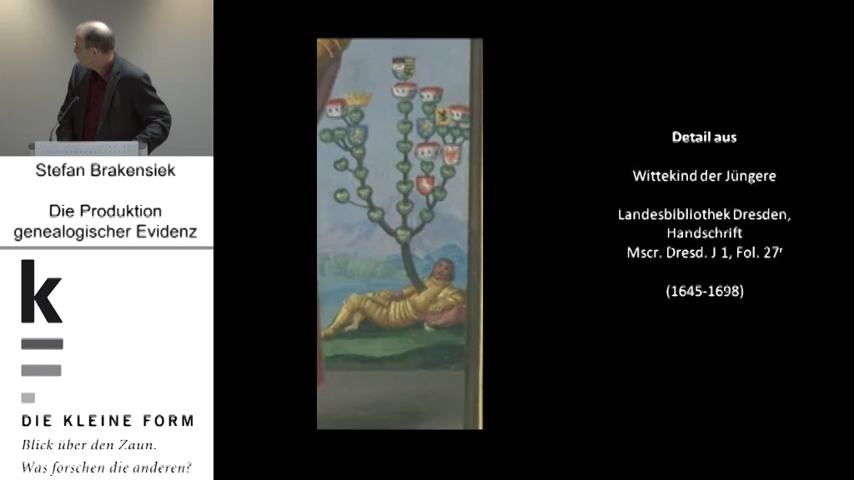 Stefan Brakensiek
Die Produktion
genealogischer Evidenz
k
DIE KLEINE FORM
Blick über den Zaun.
Was forschen die anderen?
Detail aus
Wittekind der Jüngere
Landesbibliothek Dresden,
Handschrift
Mscr. Dresd. J 1, Fol. 27ʳ
(1645-1698)